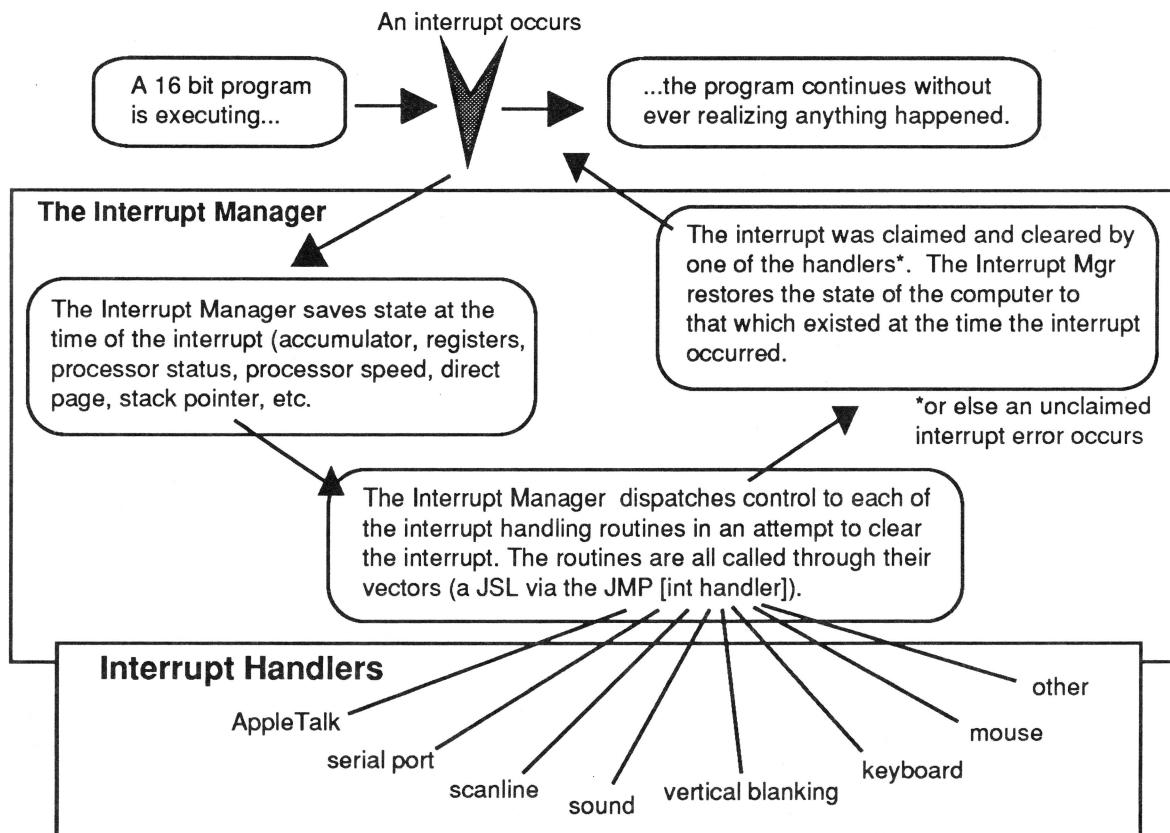 An interrupt occurs
A 16 bit program
is executing...
...the program continues without
ever realizing anything happened.
The Interrupt Manager
The Interrupt Manager saves state at the
time of the interrupt (accumulator, registers,
processor status, processor speed, direct
page, stack pointer, etc.
The interrupt was claimed and cleared by
one of the handlers*. The Interrupt Mgr
restores the state of the computer to
that which existed at the time the interrupt
occurred.
*or else an unclaimed
interrupt error occurs
The Interrupt Manager dispatches control to each of
the interrupt handling routines in an attempt to clear
the interrupt. The routines are all called through their
vectors (a JSL via the JMP [int handler]).
Interrupt Handlers
AppleTalk
serial port
scanline
sound
vertical blanking
keyboard
mouse
other